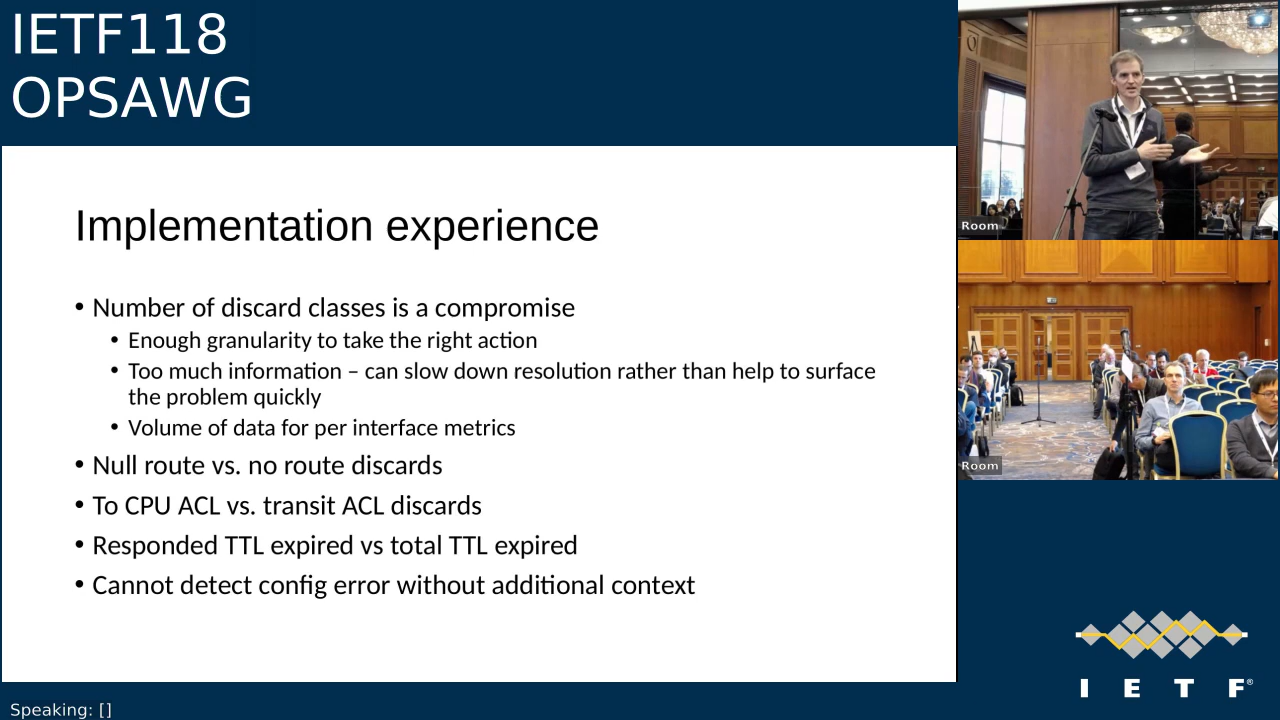 IETF118
OPSAWG
Implementation experience
• Number of discard classes is a compromise
• Enough granularity to take the right action
• Too much information – can slow down resolution rather than help to surface
the problem quickly
• Volume of data for per interface metrics
• Null route vs. no route discards
• To CPU ACL vs. transit ACL discards
• Responded TTL expired vs total TTL expired
• Cannot detect config error without additional context
Room
Room
I E T F®
Speaking: []